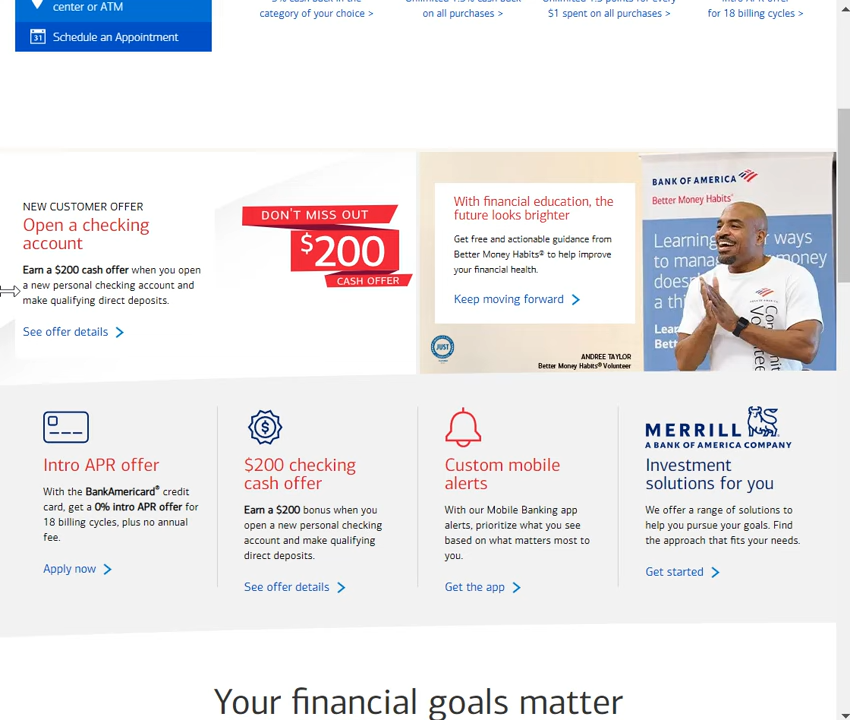 center or ATM
31 Schedule an Appointment
category of your choice >
on all purchases >
$1 spent on all purchases >
for 18 billing cycles >
NEW CUSTOMER OFFER
Open a checking
account
Earn a $200 cash offer when you open
a new personal checking account and
make qualifying direct deposits.
See offer details
DON'T MISS OUT
$200
CASH OFFER
With financial education, the
future looks brighter
Get free and actionable guidance from
Better Money Habits® to help improve
your financial health.
Keep moving forward
JUST
ANDREE TAYLOR
Better Money Habits® Volunteer
BANK OF AMERICA
Better Money Habits®
Intro APR offer
With the BankAmericard® credit
card, get a 0% intro APR offer for
18 billing cycles, plus no annual
fee.
Apply now
$200 checking
cash offer
Earn a $200 bonus when you
open a new personal checking
account and make qualifying
direct deposits.
See offer details
Custom mobile
alerts
With our Mobile Banking app
alerts, prioritize what you see
based on what matters most to
you.
Get the app
MERRILL
A BANK OF AMERICA COMPANY
Investment
solutions for you
We offer a range of solutions to
help you pursue your goals. Find
the approach that fits your needs.
Get started
Your financial goals matter